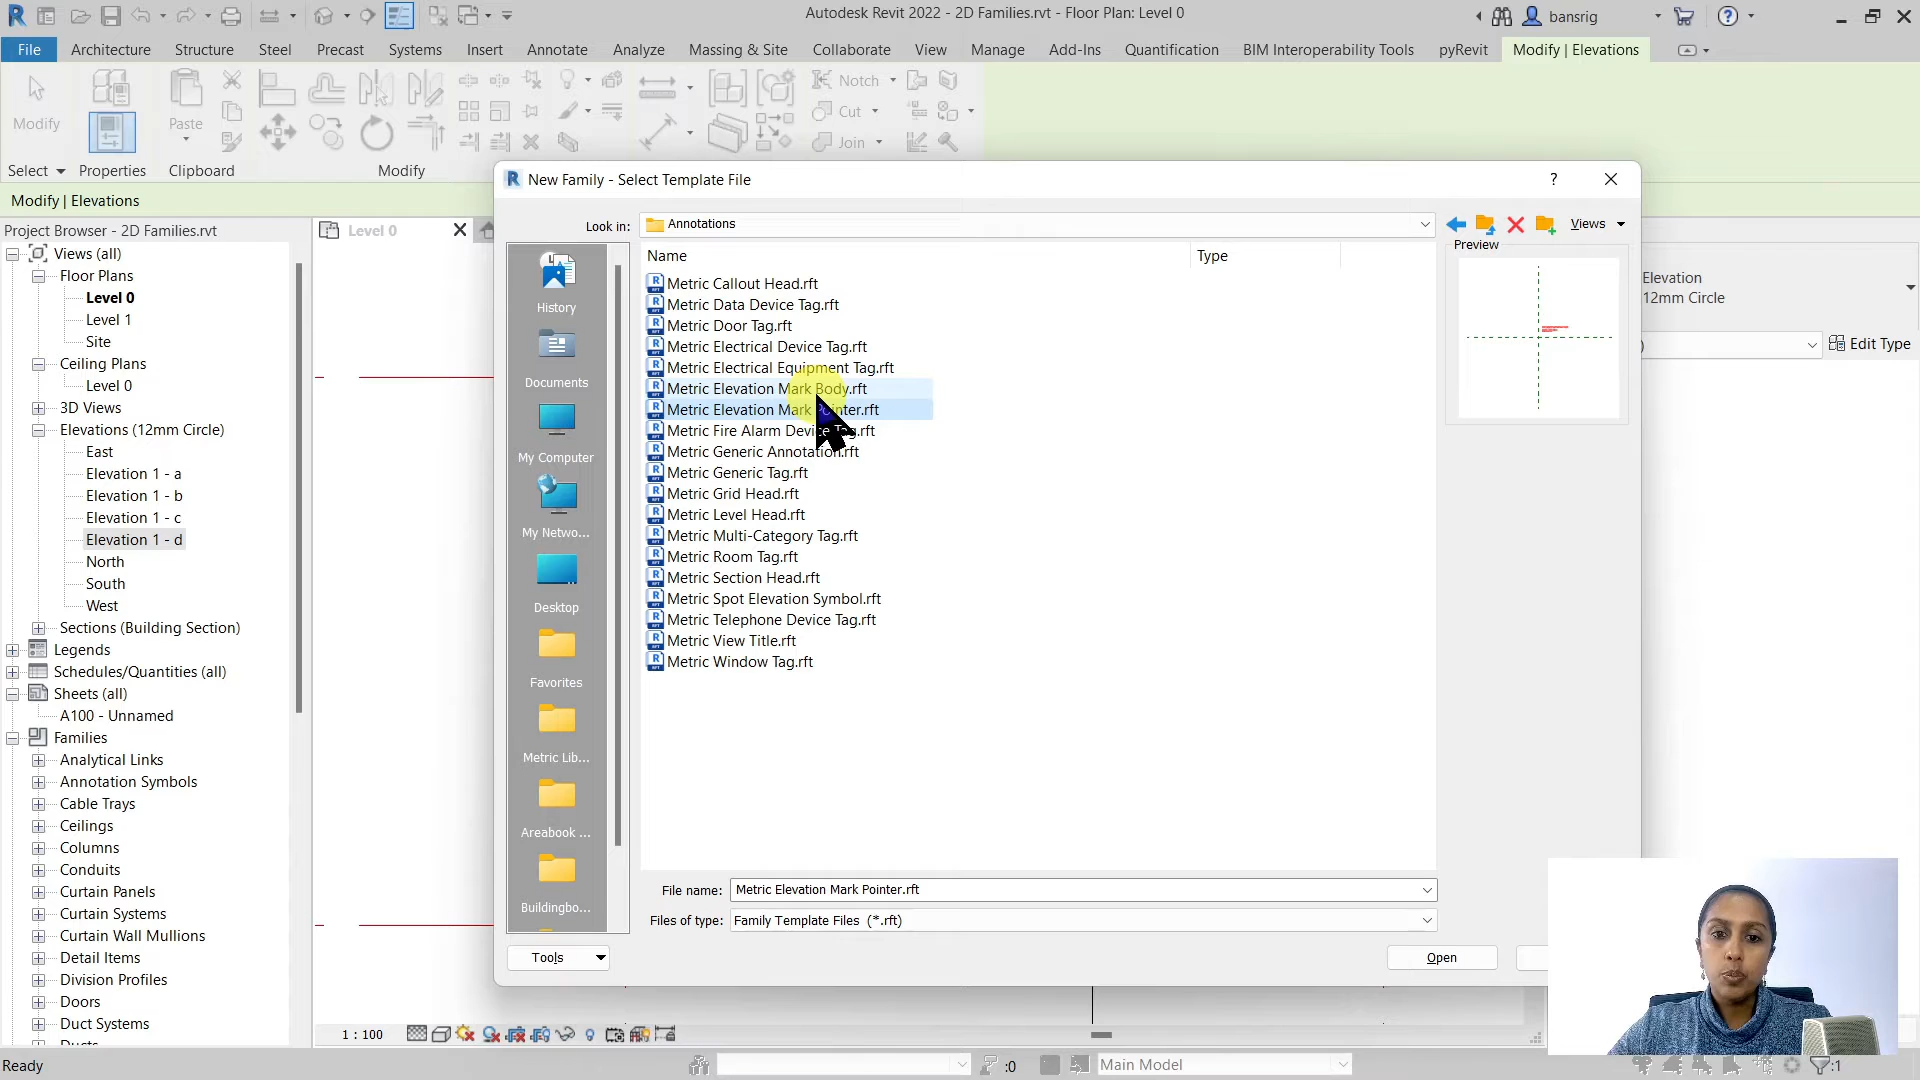 Autodesk Revit 2022 - 2D Families.rvt - Floor Plan: Level 0
bansrig
File Architecture Structure Steel Precast Systems Insert Annotate Analyze Massing & Site Collaborate View Manage Add-Ins Quantification BIM Interoperability Tools pyRevit Modify | Elevations
Modify
Paste
Notch
Cut
Join
Select Properties Clipboard Modify
Modify | Elevations
Project Browser - 2D Families.rvt
Views (all)
Floor Plans
Level 0
Level 1
Site
Ceiling Plans
Level 0
3D Views
Elevations (12mm Circle)
East
Elevation 1 - a
Elevation 1 - b
Elevation 1 - c
Elevation 1 - d
North
South
West
Sections (Building Section)
Legends
Schedules/Quantities (all)
Sheets (all)
A100 - Unnamed
Families
Analytical Links
Annotation Symbols
Cable Trays
Ceilings
Columns
Conduits
Curtain Panels
Curtain Systems
Curtain Wall Mullions
Detail Items
Division Profiles
Doors
Duct Systems
Level 0
New Family - Select Template File
Look in: Annotations
Views
Name Type
Metric Callout Head.rft
Metric Data Device Tag.rft
Metric Door Tag.rft
Metric Electrical Device Tag.rft
Metric Electrical Equipment Tag.rft
Metric Elevation Mark Body.rft
Metric Elevation Mark Pointer.rft
Metric Fire Alarm Device Tag.rft
Metric Generic Annotation.rft
Metric Generic Tag.rft
Metric Grid Head.rft
Metric Level Head.rft
Metric Multi-Category Tag.rft
Metric Room Tag.rft
Metric Section Head.rft
Metric Spot Elevation Symbol.rft
Metric Telephone Device Tag.rft
Metric View Title.rft
Metric Window Tag.rft
History
Documents
My Computer
My Netwo...
Desktop
Favorites
Metric Lib...
Areabook ...
Buildingbo...
Preview
File name: Metric Elevation Mark Pointer.rft
Files of type: Family Template Files (*.rft)
Tools
Open
Elevation
12mm Circle
Edit Type
1 : 100
Ready
:0
Main Model
:1